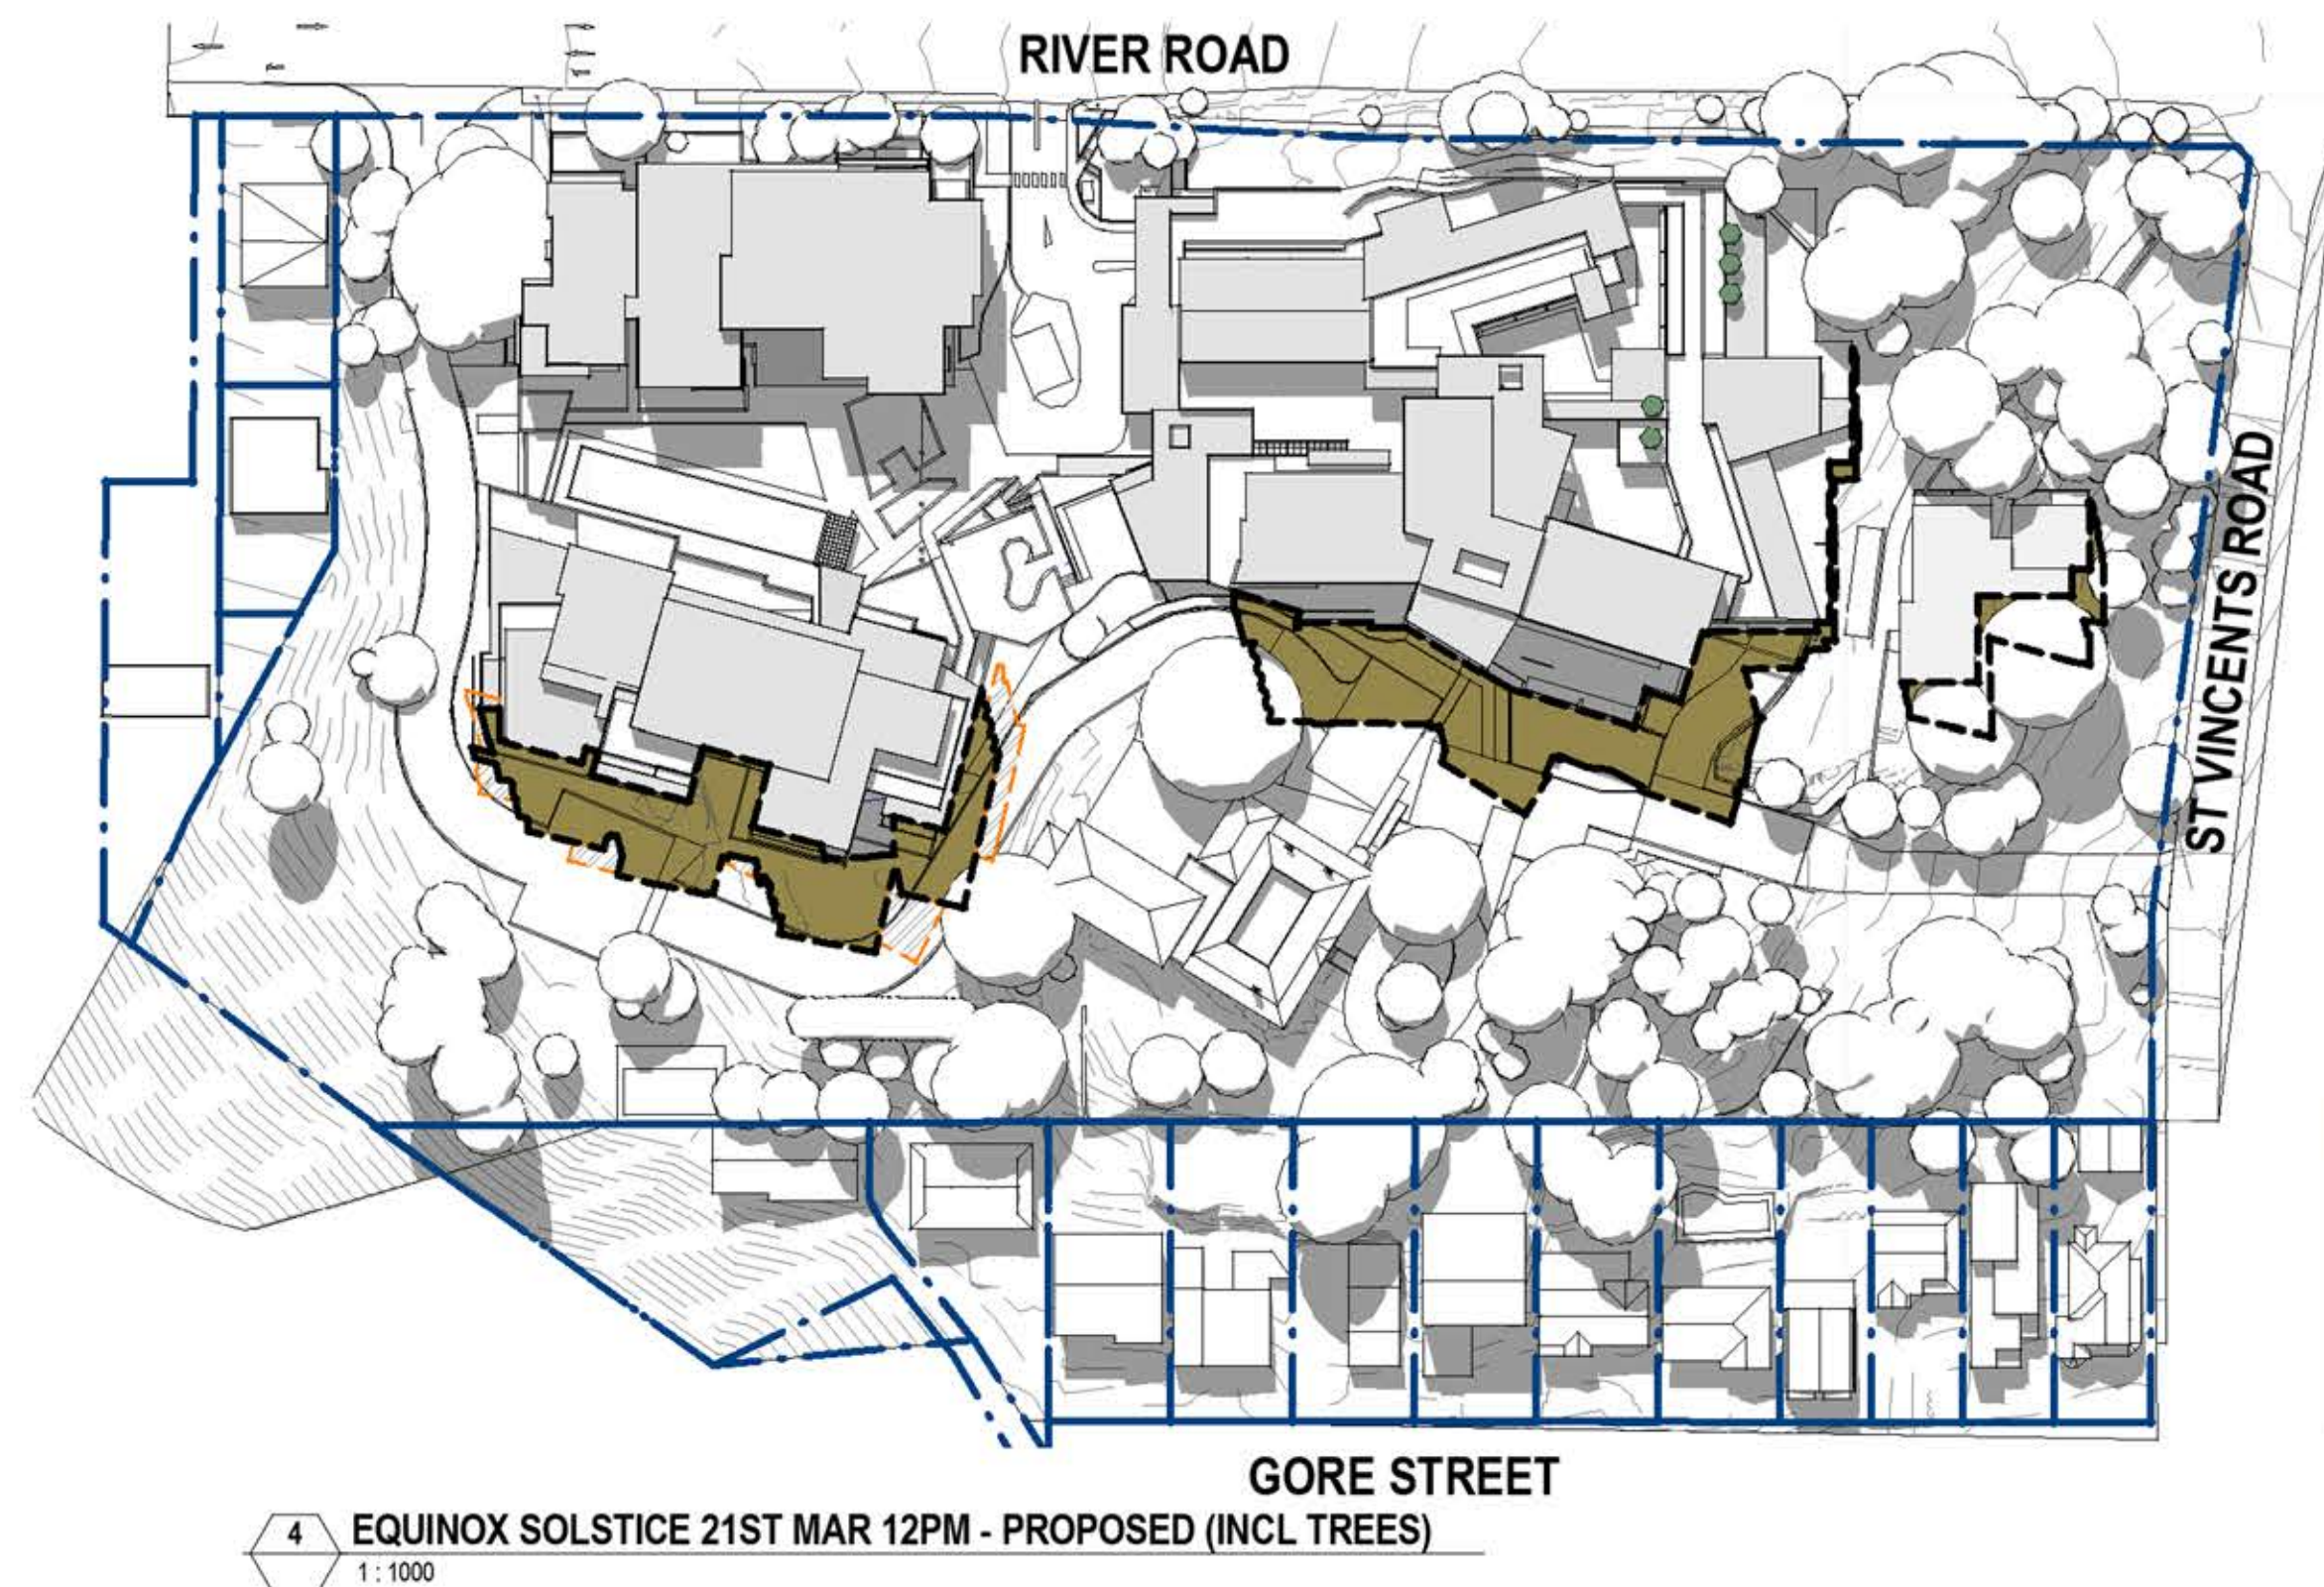 RIVER ROAD
ST VINCENTS ROAD
GORE STREET
4
EQUINOX SOLSTICE 21ST MAR 12PM - PROPOSED (INCL TREES)
1 : 1000